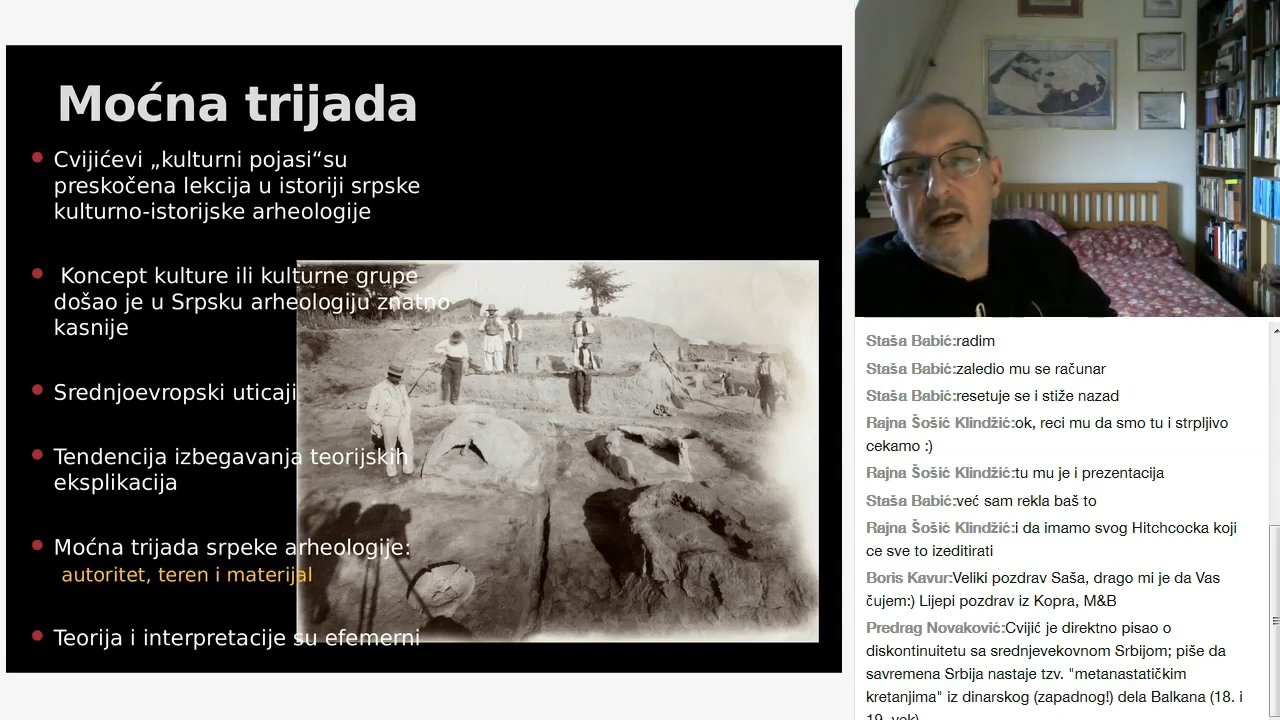 Moćna trijada
Cvijićevi „kulturni pojasi“su
preskočena lekcija u istoriji srpske
kulturno-istorijske arheologije
Koncept kulture ili kulturne grupe
došao je u Srpsku arheologiju znatno
kasnije
Srednjoevropski uticaji
Tendencija izbegavanja teorijskih
eksplikacija
Moćna trijada srpeke arheologije:
autoritet, teren i materijal
Teorija i interpretacije su efemerni
Staša Babić:radim
Staša Babić:zaledio mu se računar
Staša Babić:resetuje se i stiže nazad
Rajna Šošić Klindžić:ok, reci mu da smo tu i strpljivo
cekamo :)
Rajna Šošić Klindžić:tu mu je i prezentacija
Staša Babić:već sam rekla baš to
Rajna Šošić Klindžić:i da imamo svog Hitchcocka koji
ce sve to izeditirati
Boris Kavur:Veliki pozdrav Saša, drago mi je da Vas
čujem:) Lijepi pozdrav iz Kopra, M&B
Predrag Novaković:Cvijić je direktno pisao o
diskontinuitetu sa srednjevekovnom Srbijom; piše da
savremena Srbija nastaje tzv. "metanastatičkim
kretanjima" iz dinarskog (zapadnog!) dela Balkana (18. i
19. vek)